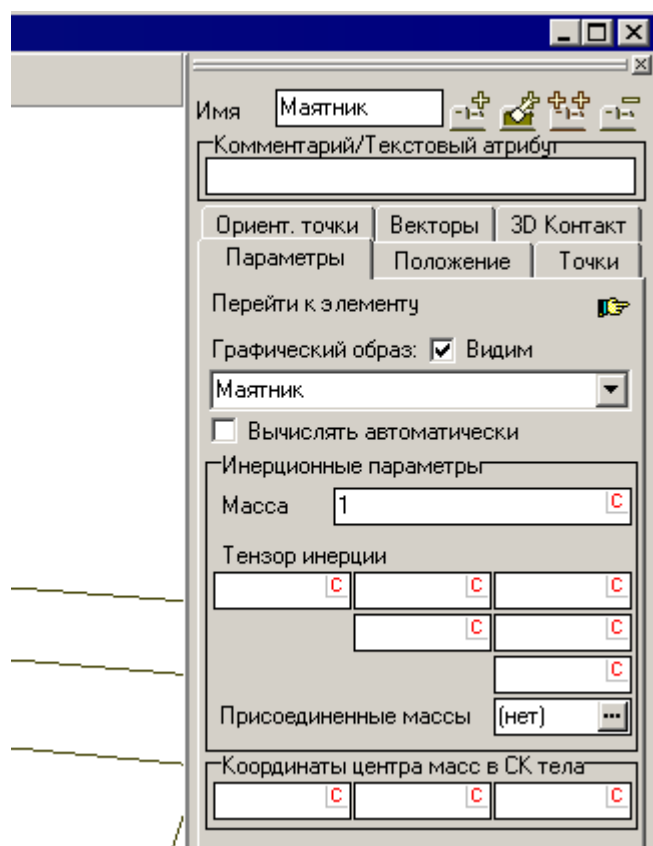 Имя Маятник
Комментарий/Текстовый атрибут
Ориент. точки Векторы 3D Контакт
Параметры Положение Точки
Перейти к элементу
Графический образ: Видим
Маятник
Вычислять автоматически
Инерционные параметры
Масса 1 C
Тензор инерции
C C C
C C
C
Присоединенные массы (нет) ...
Координаты центра масс в СК тела
C C C